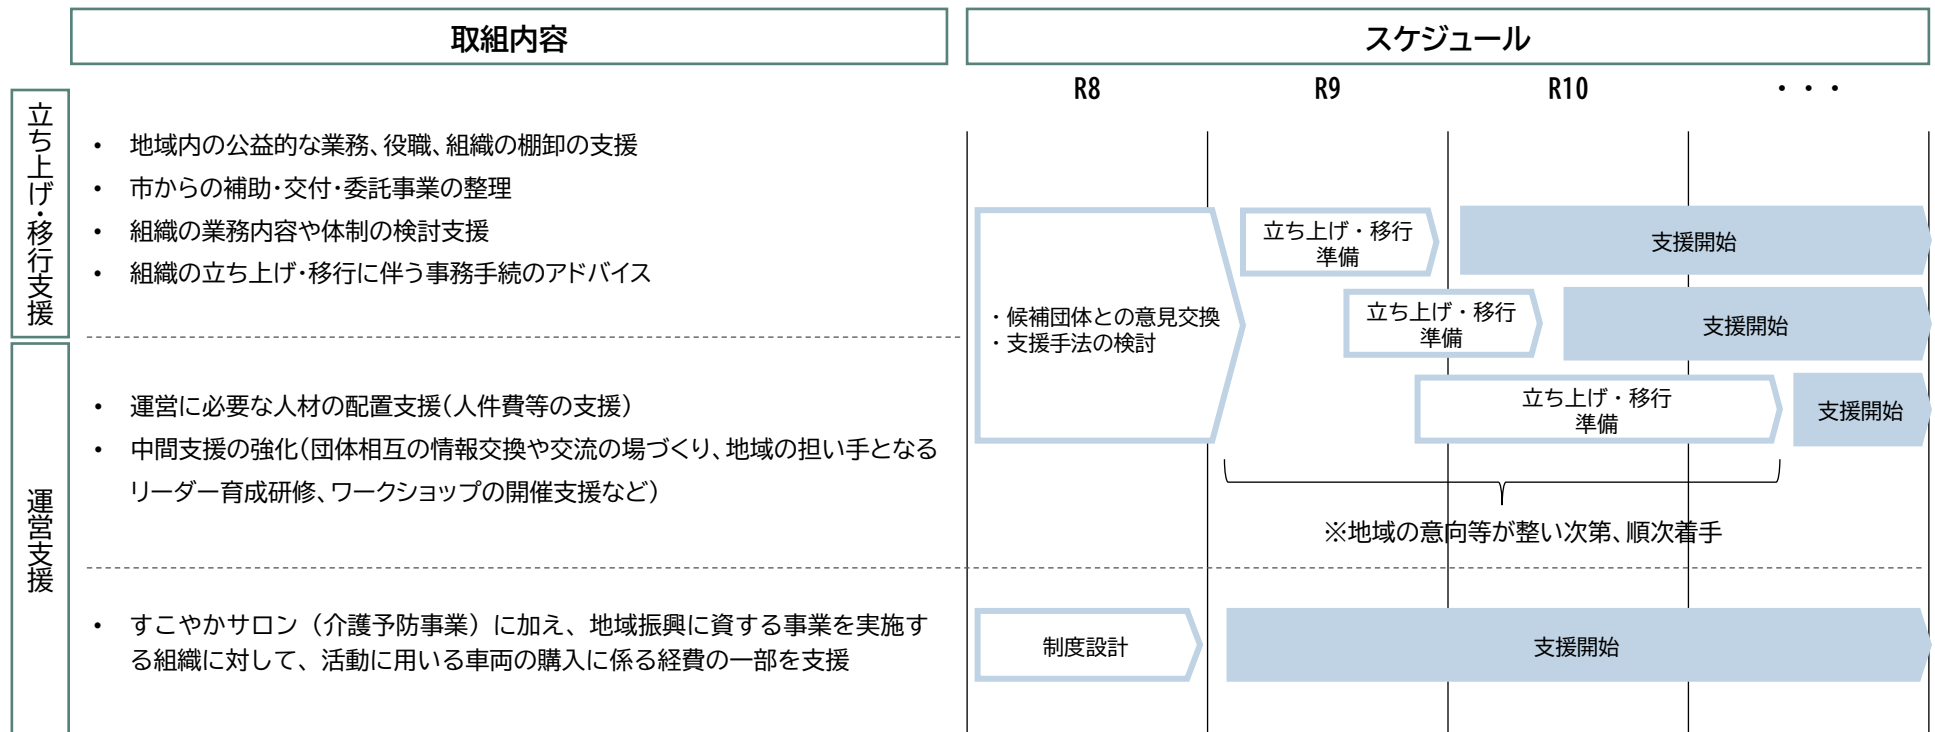 取組内容
スケジュール
R8
R9
R10
・・・
立ち上げ・移行支援
• 地域内の公益的な業務、役職、組織の棚卸の支援
• 市からの補助・交付・委託事業の整理
• 組織の業務内容や体制の検討支援
• 組織の立ち上げ・移行に伴う事務手続のアドバイス
・候補団体との意見交換
・支援手法の検討
立ち上げ・移行
準備
支援開始
立ち上げ・移行
準備
支援開始
立ち上げ・移行
準備
支援開始
※地域の意向等が整い次第、順次着手
運営支援
• 運営に必要な人材の配置支援(人件費等の支援)
• 中間支援の強化(団体相互の情報交換や交流の場づくり、地域の担い手となる
リーダー育成研修、ワークショップの開催支援など)
• すこやかサロン（介護予防事業）に加え、地域振興に資する事業を実施す
る組織に対して、活動に用いる車両の購入に係る経費の一部を支援
制度設計
支援開始